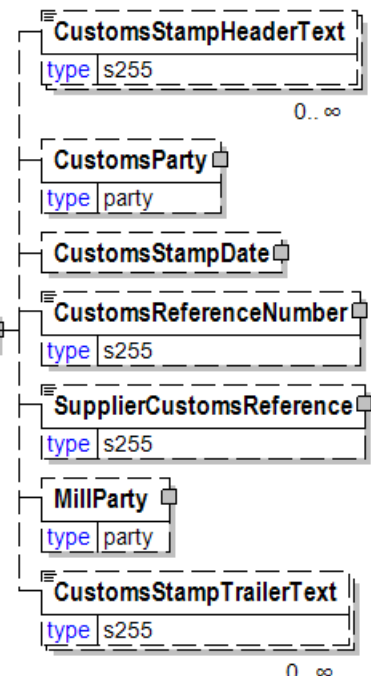 CustomsStampHeaderText
type s255
0.. ∞
CustomsParty
type party
CustomsStampDate
CustomsReferenceNumber
type s255
SupplierCustomsReference
type s255
MillParty
type party
CustomsStampTrailerText
type s255
0.. ∞